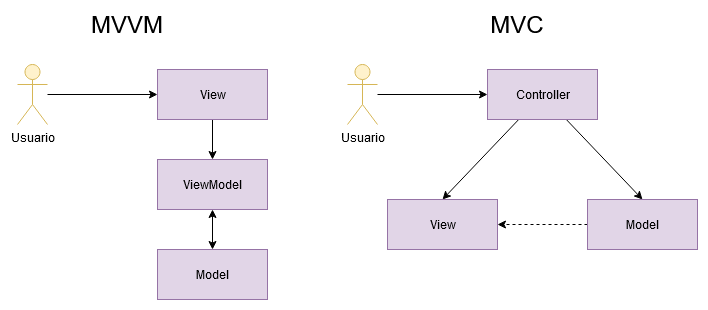 MVVM
Usuario
View
ViewModel
Model
MVC
Usuario
Controller
View
Model